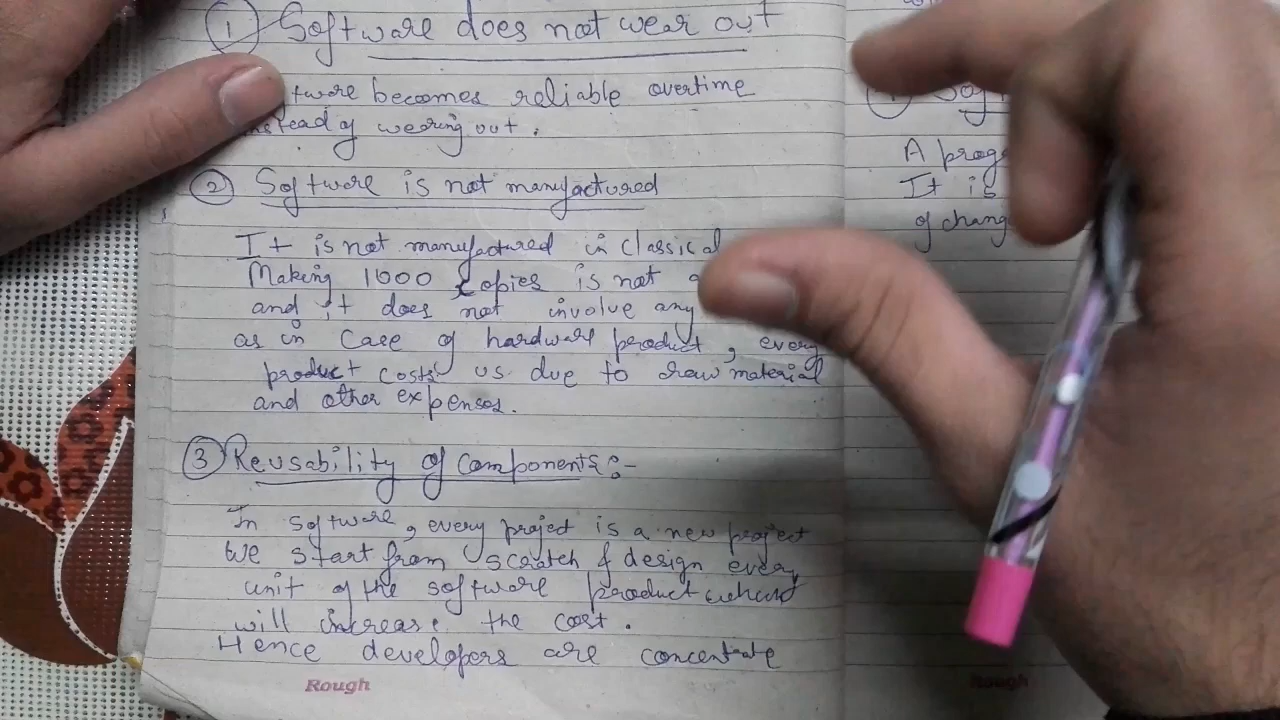 ① Software does not wear out
tware becomes reliable overtime
tead of wearing out.
② Software is not manufactured
It is not manufactured in classical
Making 1000 copies is not
and it does not involve any
as in case of hardware product, every
product costs us due to raw material
and other expenses.
③ Reusability of components:-
In software, every project is a new project
We start from scratch & design every
unit of the software product
will increase the cost.
Hence developers are concentrate
Rough
A prog
It is
of chang
Rough